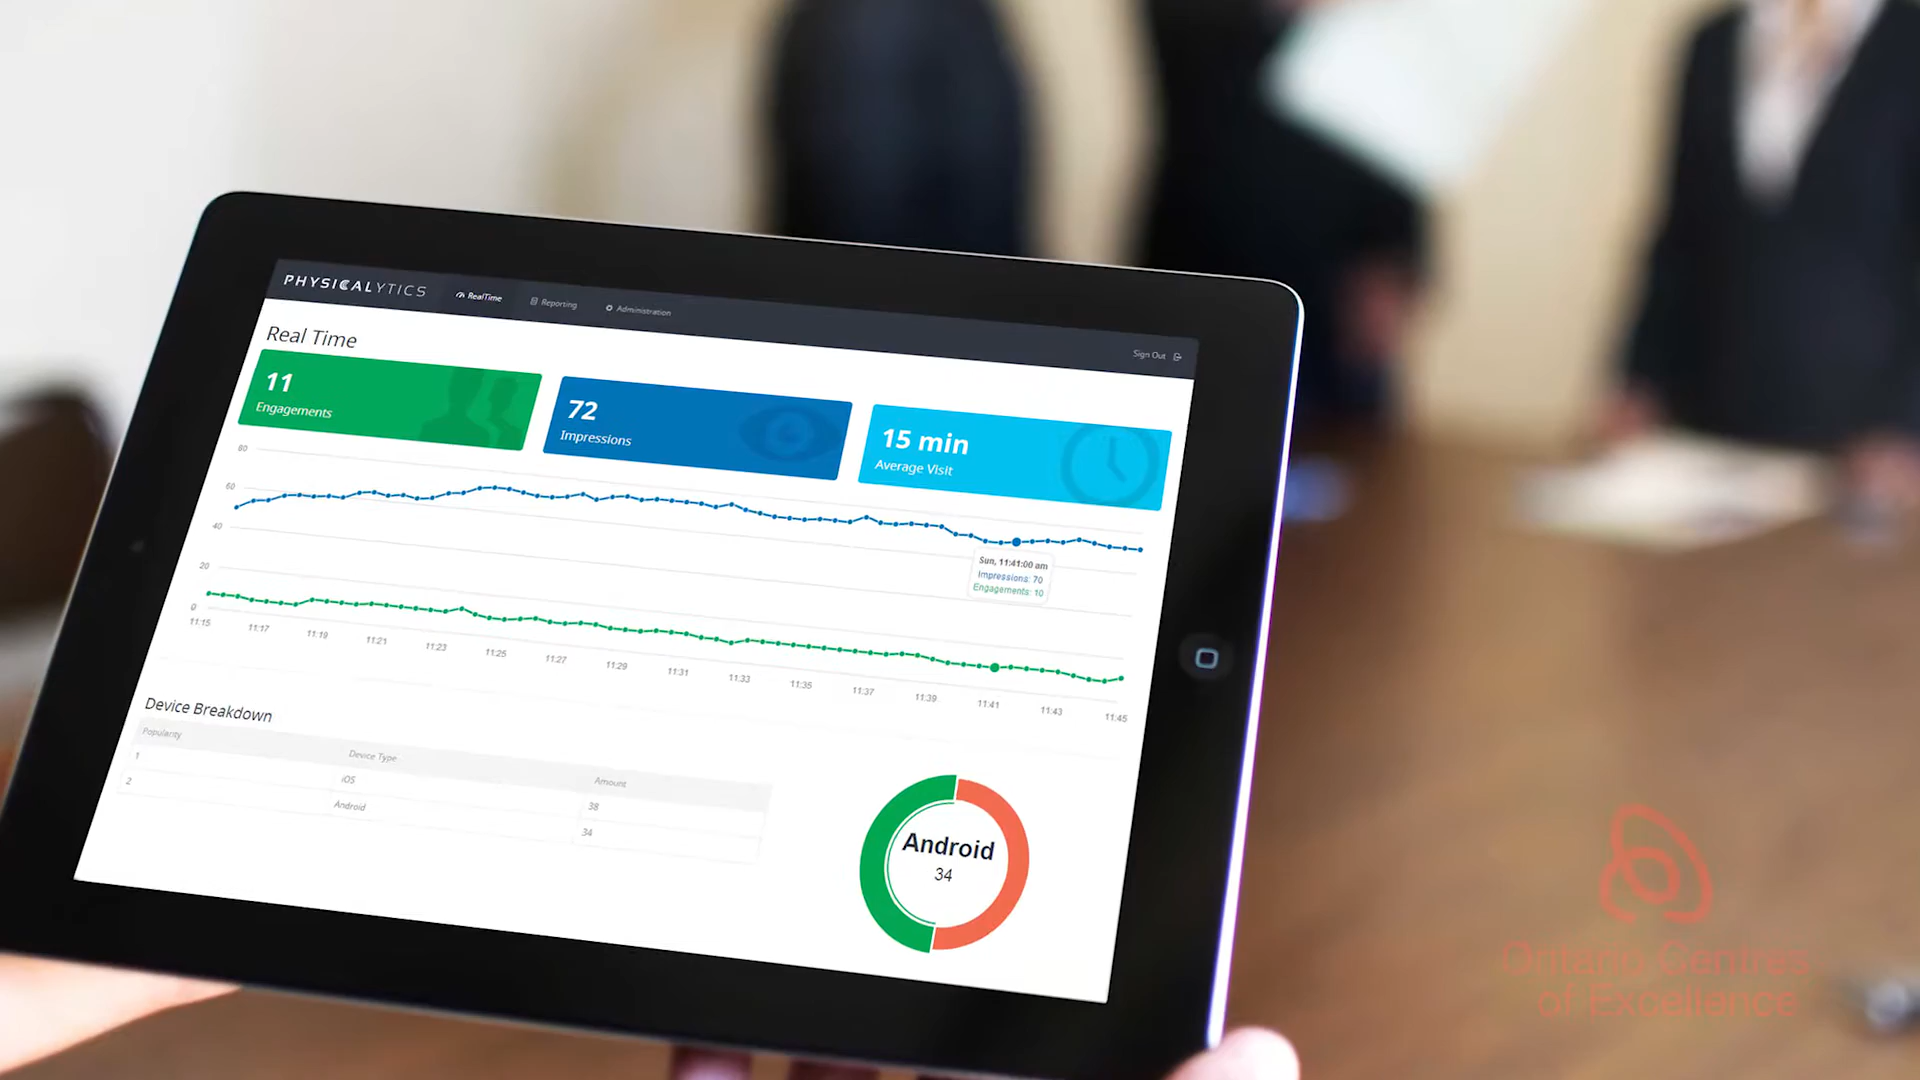 PHYSICALYTICS
RealTime
Reporting
Administration
Sign Out
Real Time
11
Engagements
72
Impressions
15 min
Average Visit
80
60
40
20
0
Sun, 11:41:00 am
Impressions: 70
Engagements: 10
11:15 11:17 11:19 11:21 11:23 11:25 11:27 11:29 11:31 11:33 11:35 11:37 11:39 11:41 11:43 11:45
Device Breakdown
Popularity Device Type Amount
1 iOS 38
2 Android 34
Android
34
Ontario Centres
of Excellence